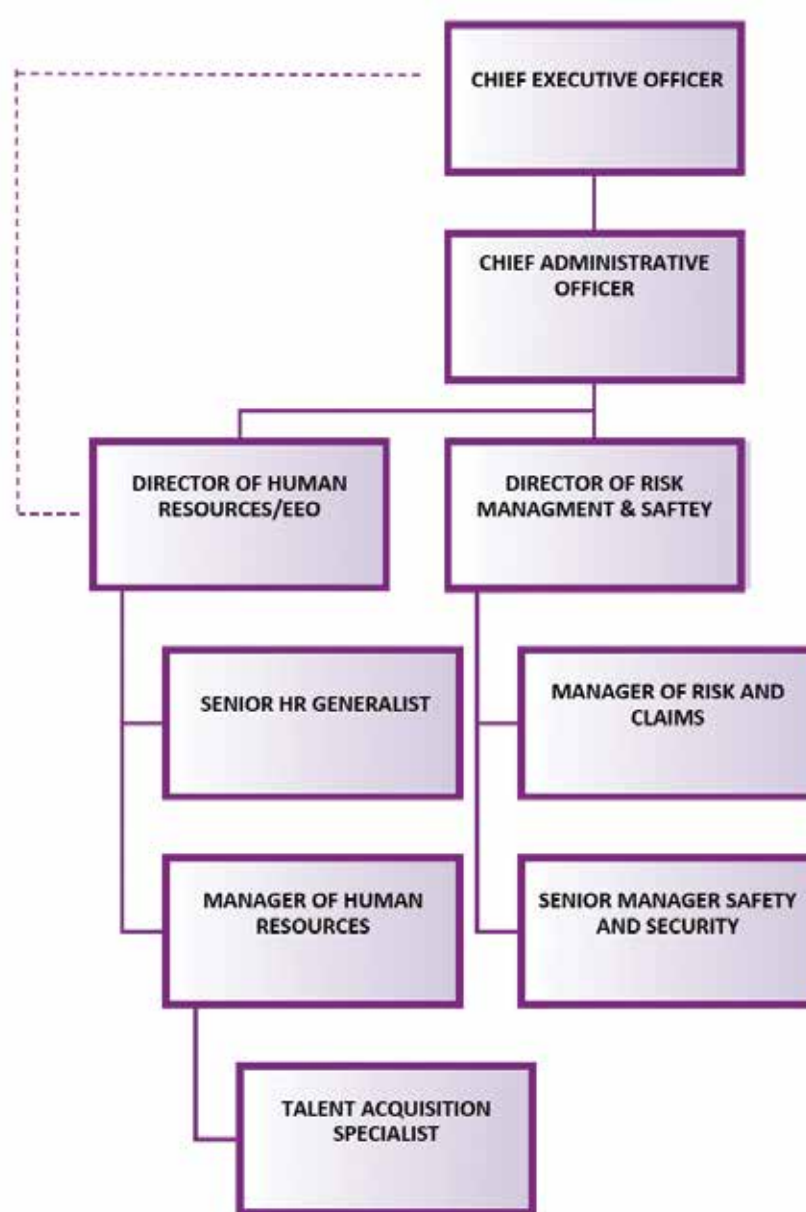 CHIEF EXECUTIVE OFFICER
CHIEF ADMINISTRATIVE
OFFICER
DIRECTOR OF HUMAN
RESOURCES/EEO
DIRECTOR OF RISK
MANAGMENT & SAFTEY
SENIOR HR GENERALIST
MANAGER OF RISK AND
CLAIMS
MANAGER OF HUMAN
RESOURCES
SENIOR MANAGER SAFETY
AND SECURITY
TALENT ACQUISITION
SPECIALIST